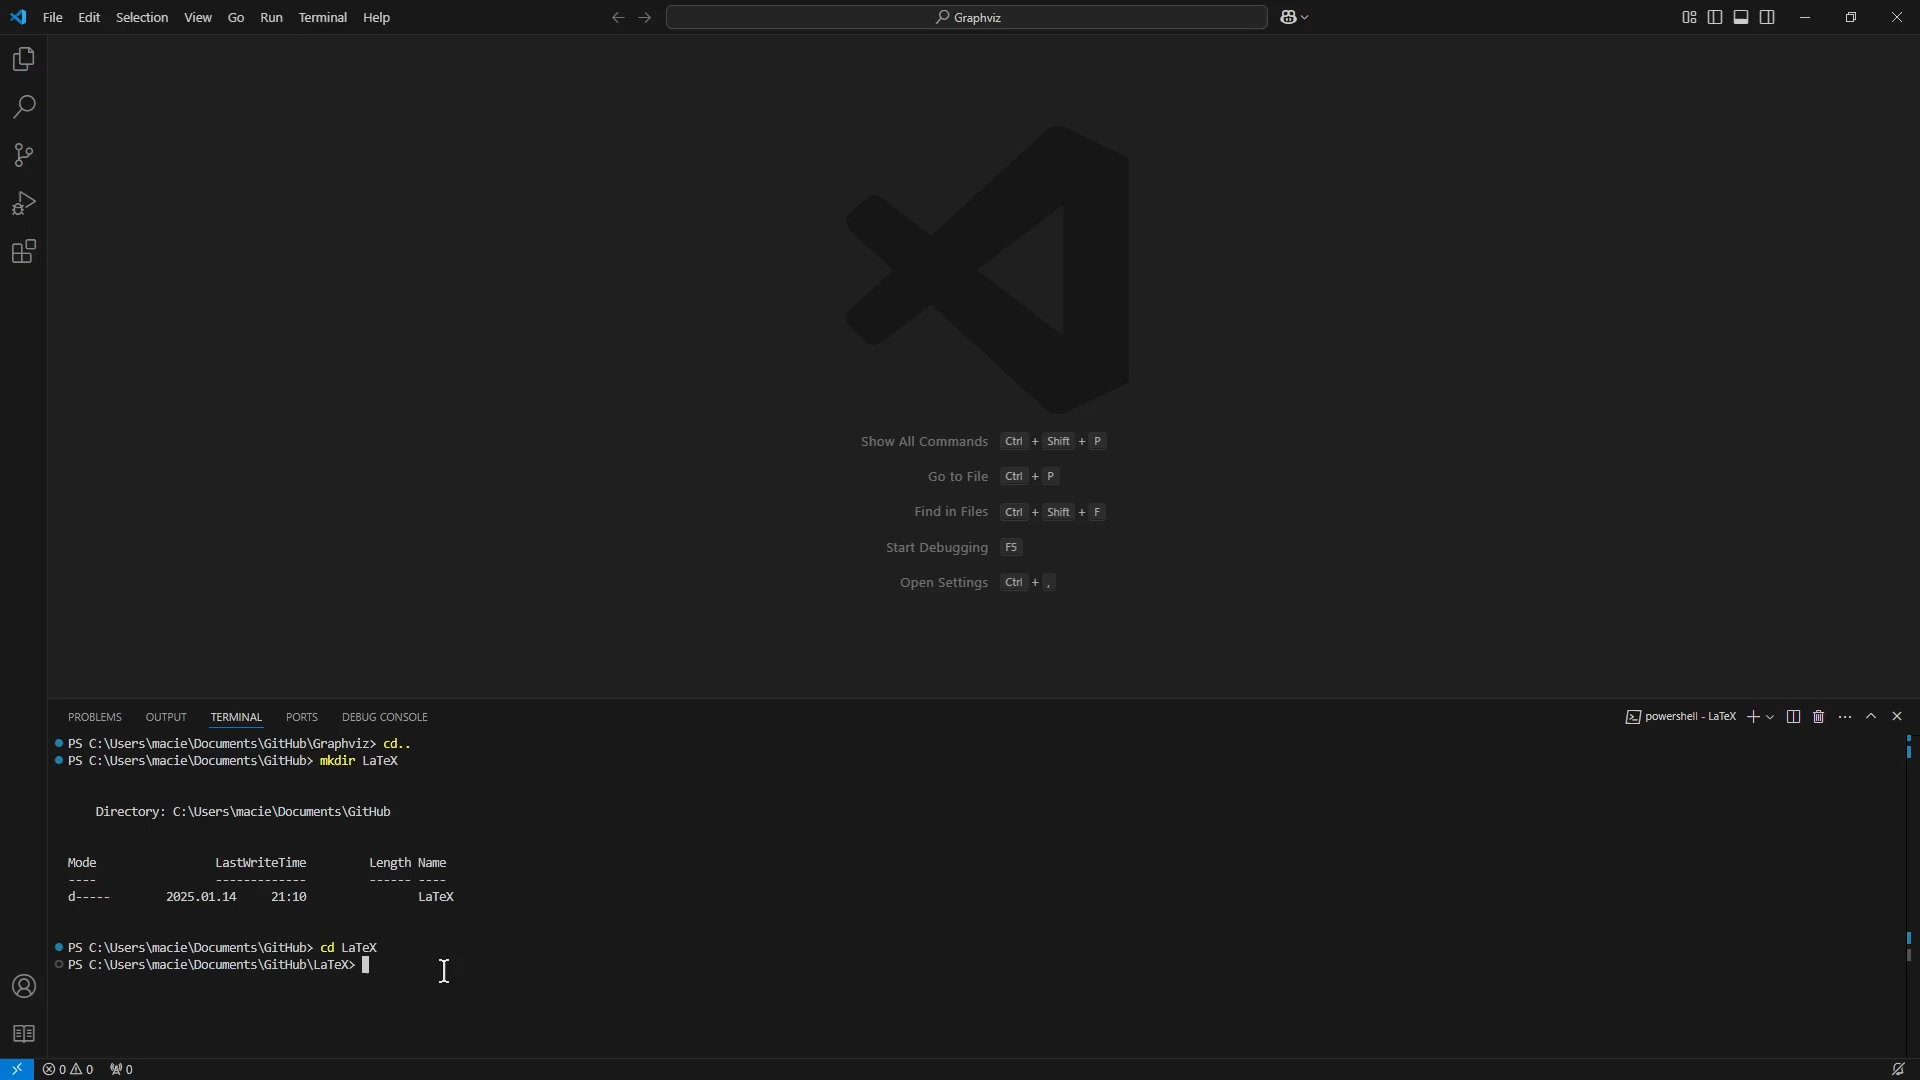 File Edit Selection View Go Run Terminal Help
Graphviz
Show All Commands Ctrl + Shift + P
Go to File Ctrl + P
Find in Files Ctrl + Shift + F
Start Debugging F5
Open Settings Ctrl + ,
PROBLEMS OUTPUT TERMINAL PORTS DEBUG CONSOLE
powershell - LaTeX
PS C:\Users\macie\Documents\GitHub\Graphviz> cd..
PS C:\Users\macie\Documents\GitHub> mkdir LaTeX
Directory: C:\Users\macie\Documents\GitHub
Mode LastWriteTime Length Name
---- ------------- ------ ----
d----- 2025.01.14 21:10 LaTeX
PS C:\Users\macie\Documents\GitHub> cd LaTeX
PS C:\Users\macie\Documents\GitHub\LaTeX>
0 0 0